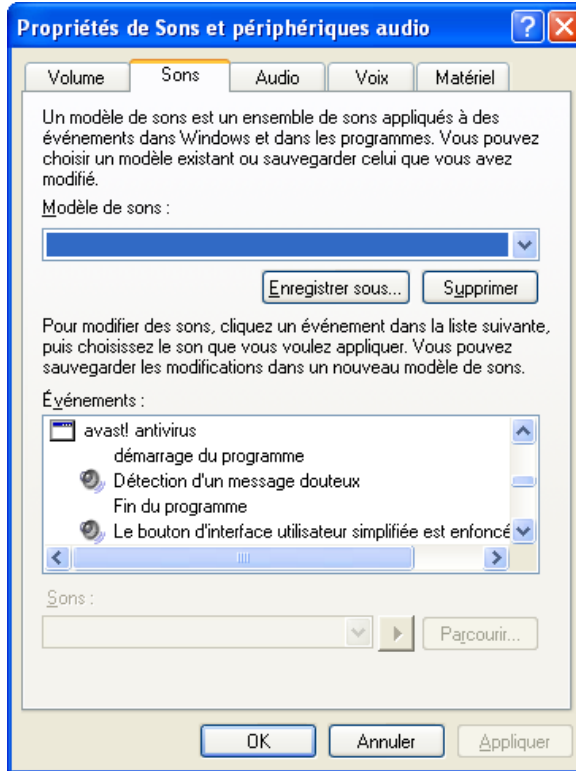 Propriétés de Sons et périphériques audio
Volume Sons Audio Voix Matériel
Un modèle de sons est un ensemble de sons appliqués à des
événements dans Windows et dans les programmes. Vous pouvez
choisir un modèle existant ou sauvegarder celui que vous avez
modifié.
Modèle de sons :
Enregistrer sous... Supprimer
Pour modifier des sons, cliquez un événement dans la liste suivante,
puis choisissez le son que vous voulez appliquer. Vous pouvez
sauvegarder les modifications dans un nouveau modèle de sons.
Événements :
avast! antivirus
démarrage du programme
Détection d'un message douteux
Fin du programme
Le bouton d'interface utilisateur simplifiée est enfoncé
Sons :
Parcourir...
OK Annuler Appliquer